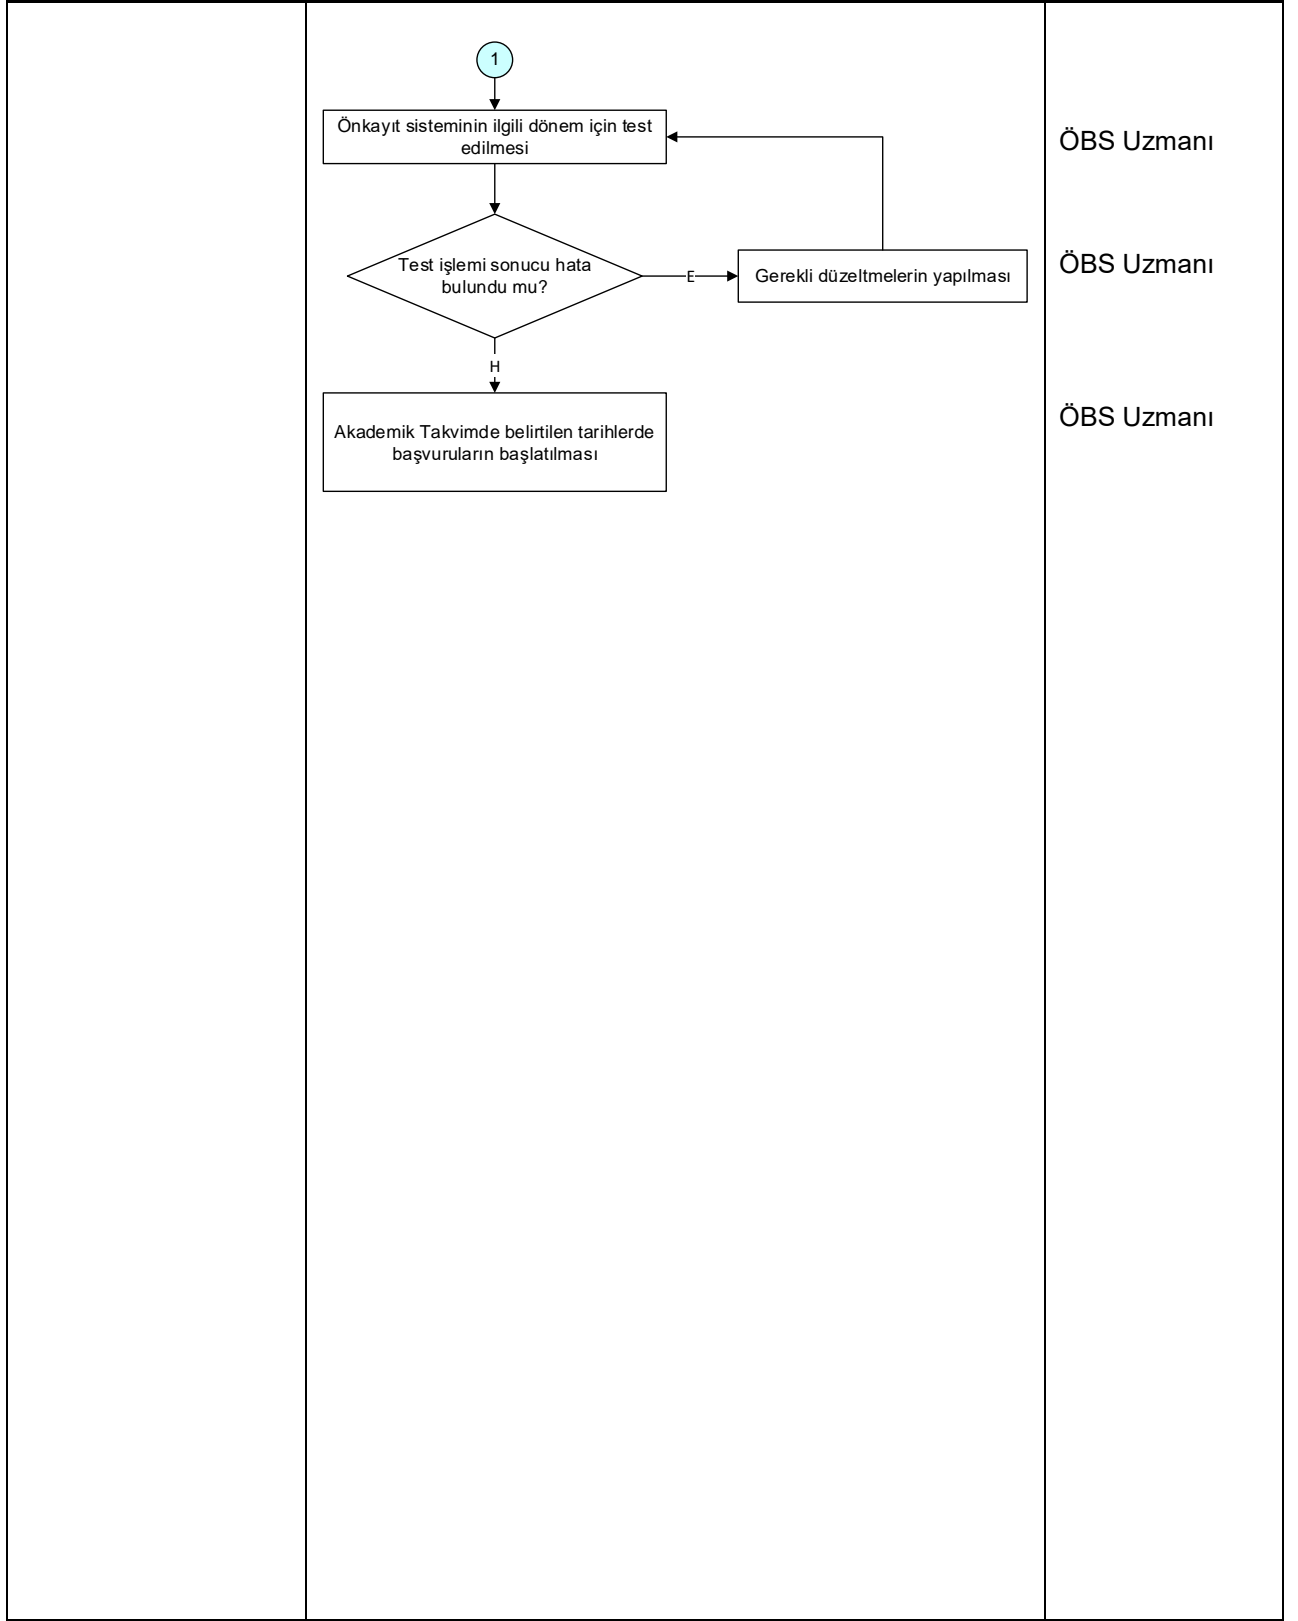 1
Önkayıt sisteminin ilgili dönem için test
edilmesi
ÖBS Uzmanı
Test işlemi sonucu hata
bulundu mu?
E
Gerekli düzeltmelerin yapılması
ÖBS Uzmanı
H
Akademik Takvimde belirtilen tarihlerde
başvuruların başlatılması
ÖBS Uzmanı